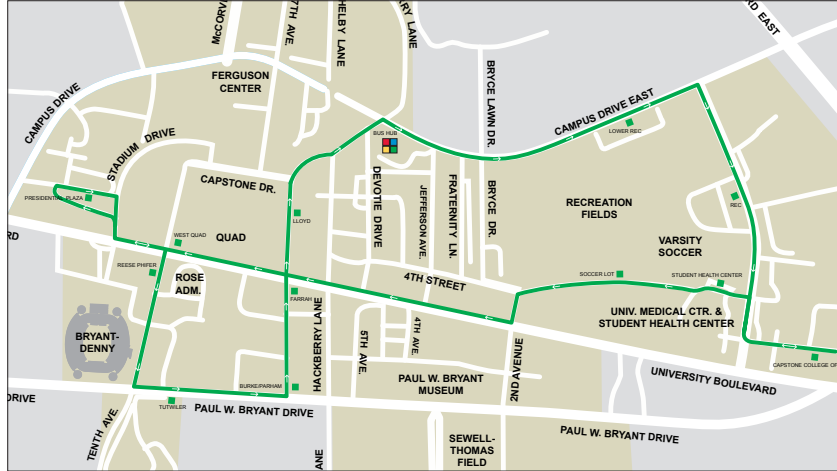 McCORVE
7TH AVE.
HELBY LANE
RY LANE
RD EAST
FERGUSON
CENTER
CAMPUS DRIVE
BRYCE LAWN DR.
CAMPUS DRIVE EAST
LOWER REC
BUS HUB
STADIUM DRIVE
CAPSTONE DR.
PRESIDENTIAL PLAZA
DEVOTIE DRIVE
JEFFERSON AVE.
FRATERNITY LN.
BRYCE DR.
RECREATION
FIELDS
REC
LLOYD
RD
WEST QUAD
QUAD
VARSITY
SOCCER
REESE PHIFER
ROSE
ADM.
4TH STREET
SOCCER LOT
STUDENT HEALTH CENTER
FARRAH
UNIV. MEDICAL CTR. &
STUDENT HEALTH CENTER
BRYANT-
DENNY
HACKBERRY LANE
5TH AVE.
4TH AVE.
2ND AVENUE
CAPSTONE COLLEGE OF
UNIVERSITY BOULEVARD
PAUL W. BRYANT
MUSEUM
BURKE/PARHAM
DRIVE
TUTWILER
PAUL W. BRYANT DRIVE
TENTH AVE.
PAUL W. BRYANT DRIVE
SEWELL-
THOMAS
FIELD
ANE